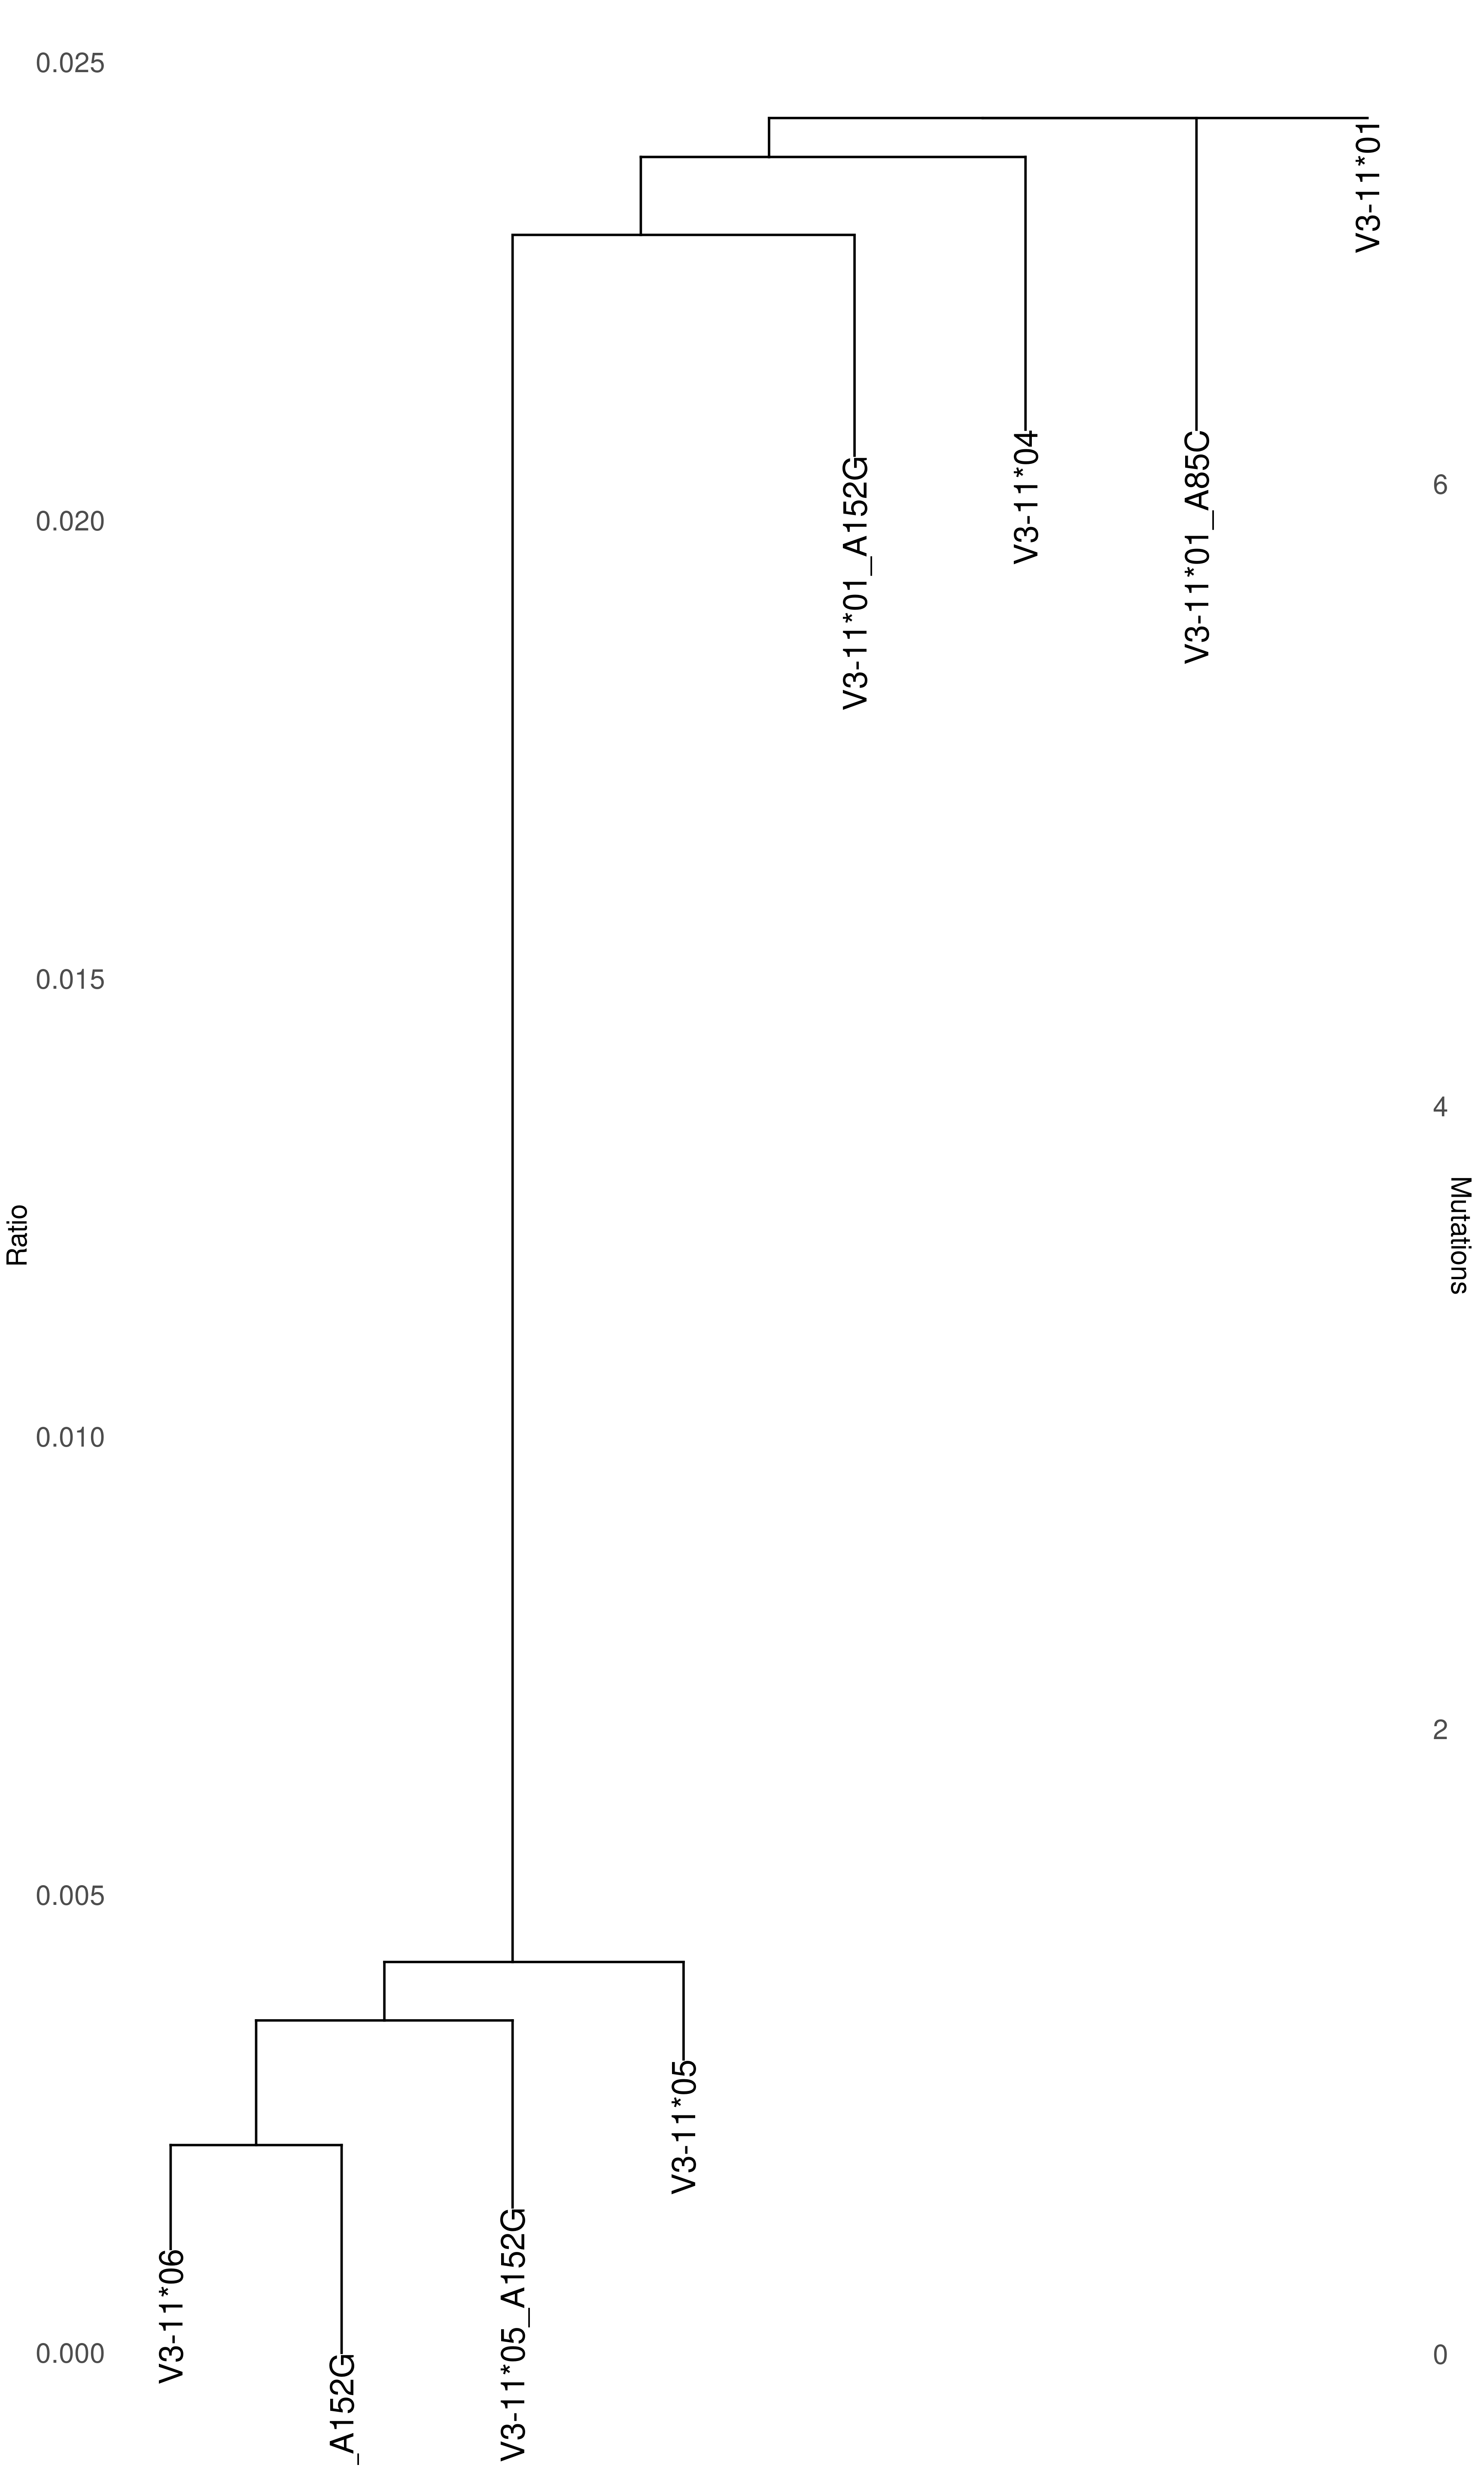 0.025
V3-11*01
V3-11*01_A152G
V3-11*04
V3-11*01_A85C
6
0.020
0.015
4
Ratio
Mutations
0.010
2
0.005
V3-11*05
V3-11*06
V3-11*05_A152G
0.000
0
_A152G